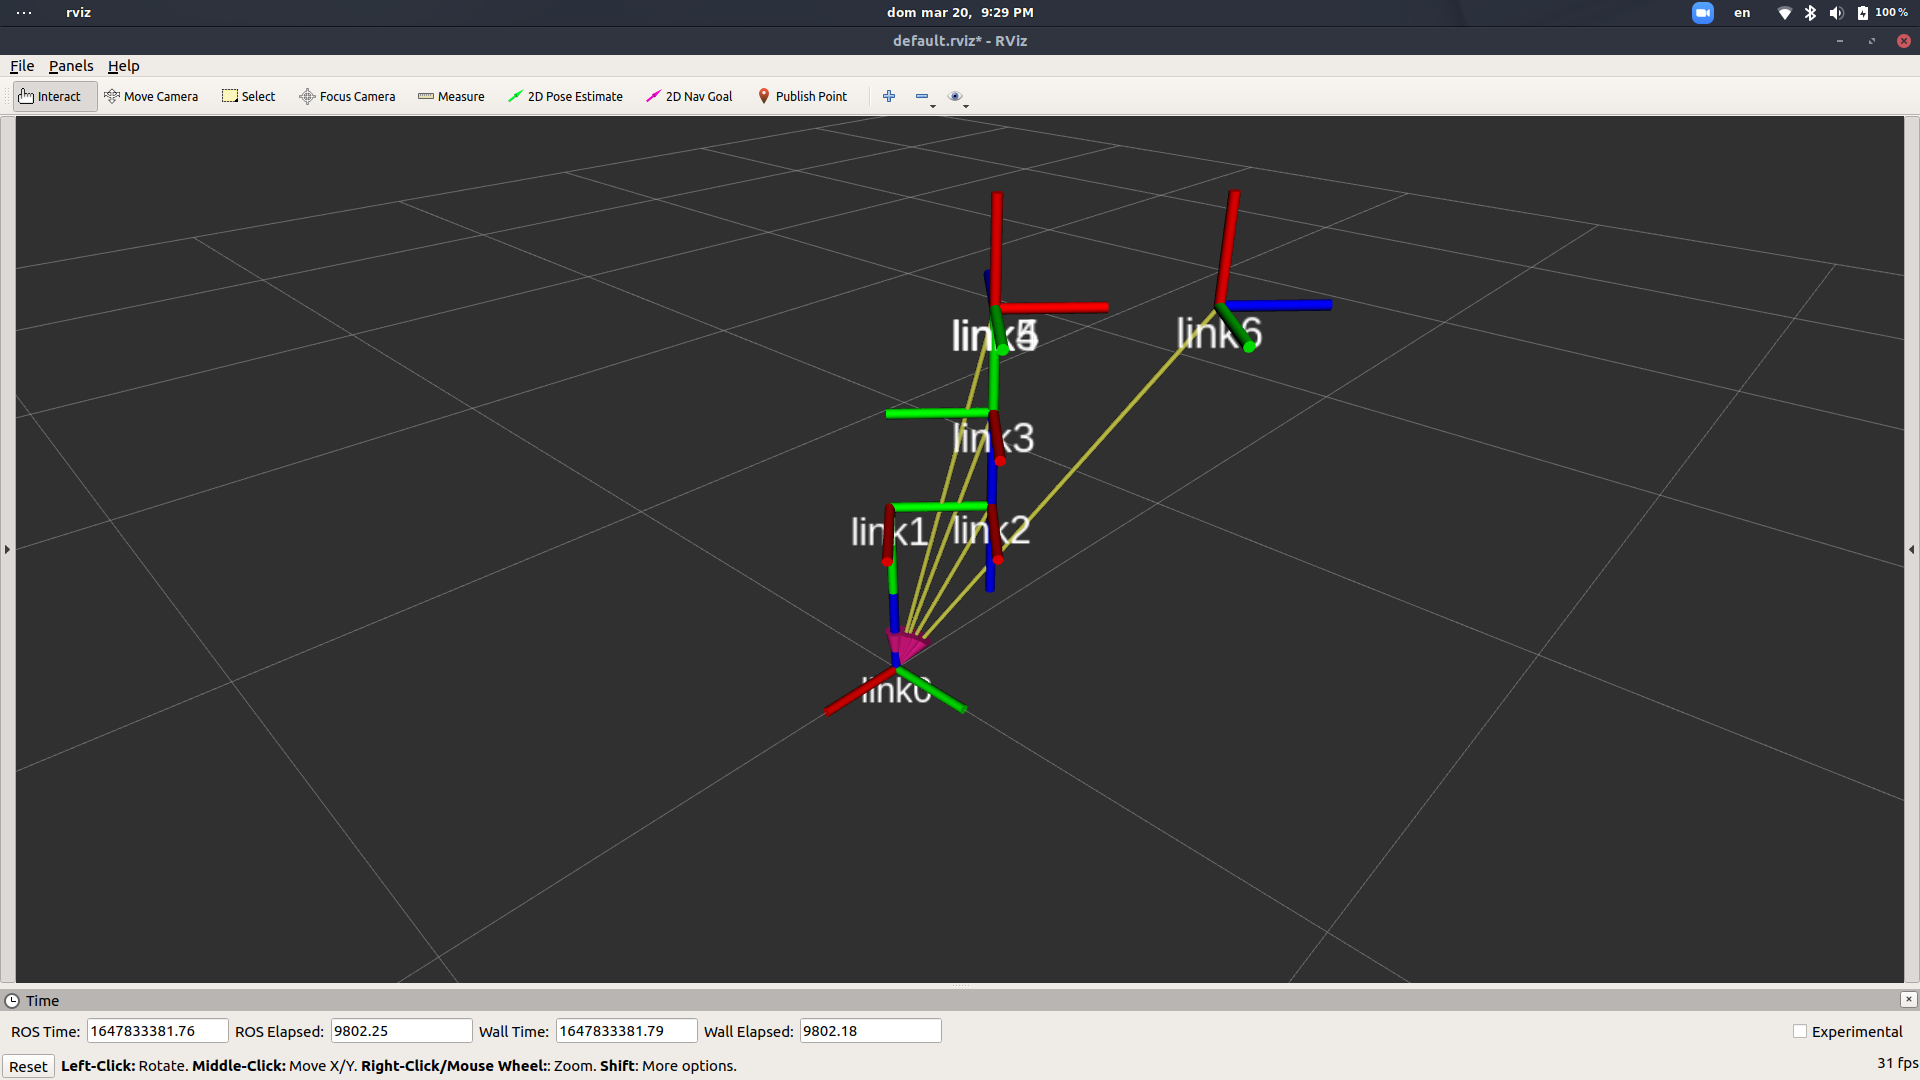 rviz
dom mar 20, 9:29 PM
en
100 %
default.rviz* - RViz
File Panels Help
Interact Move Camera Select Focus Camera Measure 2D Pose Estimate 2D Nav Goal Publish Point
link6
link3
link1 link2
link0
Time
ROS Time: 1647833381.76 ROS Elapsed: 9802.25 Wall Time: 1647833381.79 Wall Elapsed: 9802.18
Experimental
Reset Left-Click: Rotate. Middle-Click: Move X/Y. Right-Click/Mouse Wheel:: Zoom. Shift: More options.
31 fps